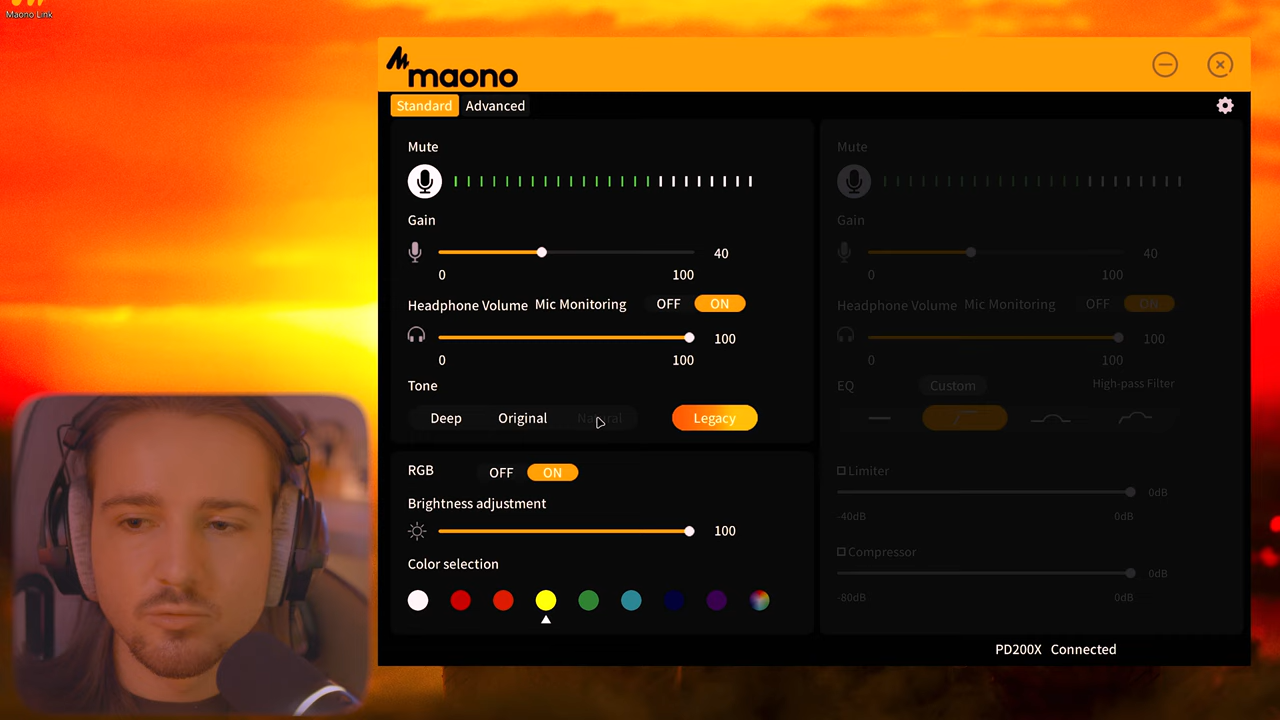 Maono Link
maono
Standard Advanced
Mute
Gain
40
0 100
Headphone Volume Mic Monitoring OFF ON
100
0 100
Tone
Deep Original Natural Legacy
RGB OFF ON
Brightness adjustment
100
Color selection
Mute
Gain
40
0 100
Headphone Volume Mic Monitoring OFF ON
100
0 100
EQ Custom High-pass Filter
Limiter
0dB
-40dB 0dB
Compressor
0dB
-80dB 0dB
PD200X Connected